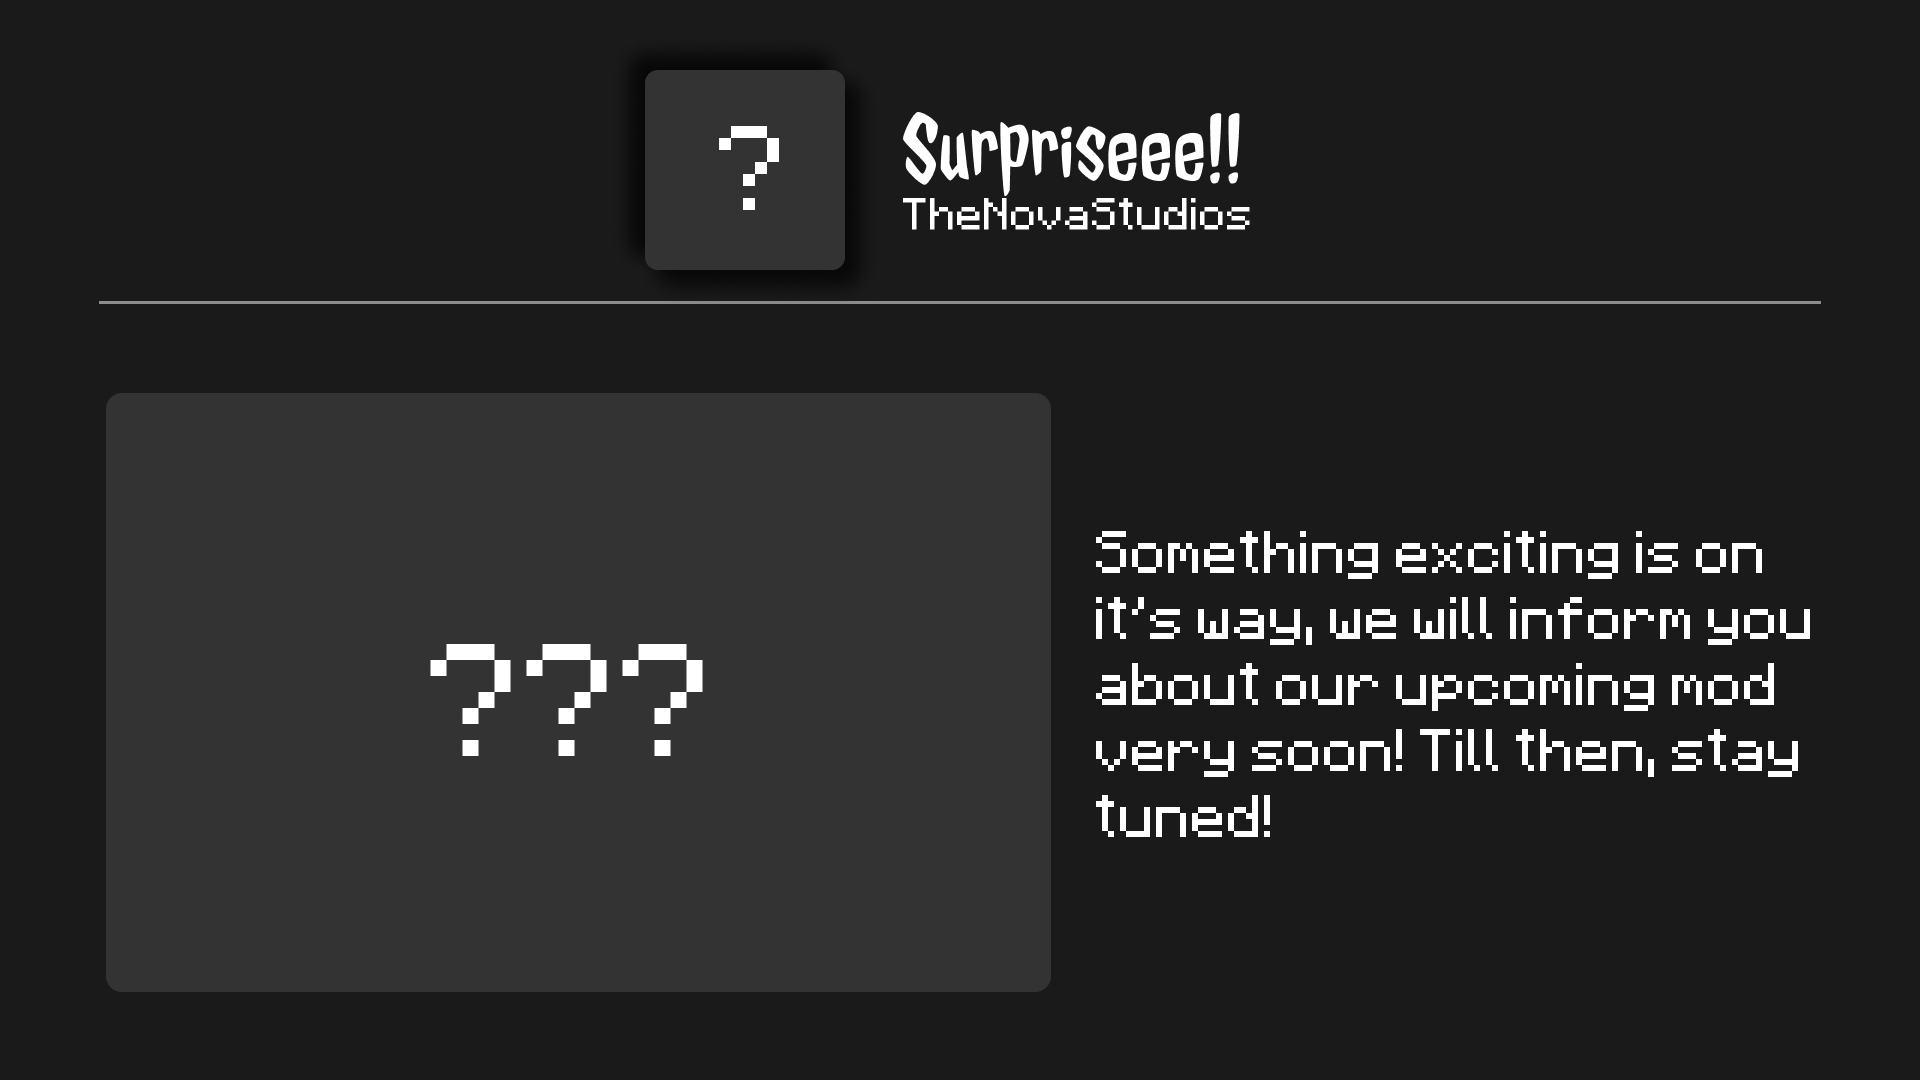 ?
Surpriseee!!
TheNovaStudios
???
Something exciting is on
it's way, we will inform you
about our upcoming mod
very soon! Till then, stay
tuned!